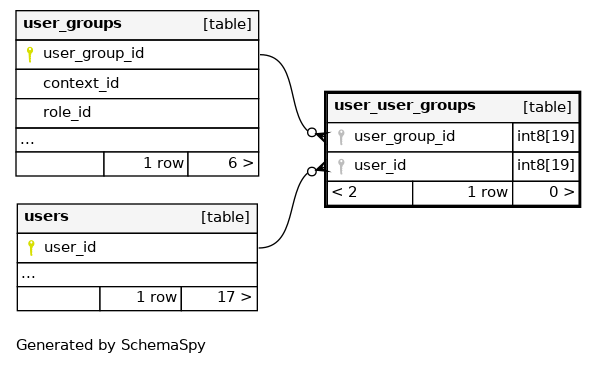 user_groups [table]
user_group_id
context_id
role_id
...
1 row 6 >
user_user_groups [table]
user_group_id int8[19]
user_id int8[19]
< 2 1 row 0 >
users [table]
user_id
...
1 row 17 >
Generated by SchemaSpy